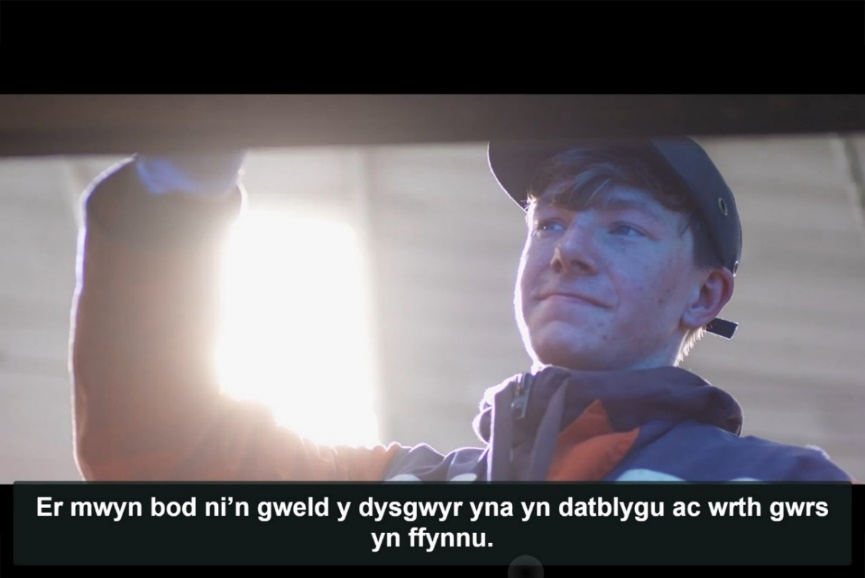 Er mwyn bod ni’n gweld y dysgwyr yna yn datblygu ac wrth gwrs
yn ffynnu.